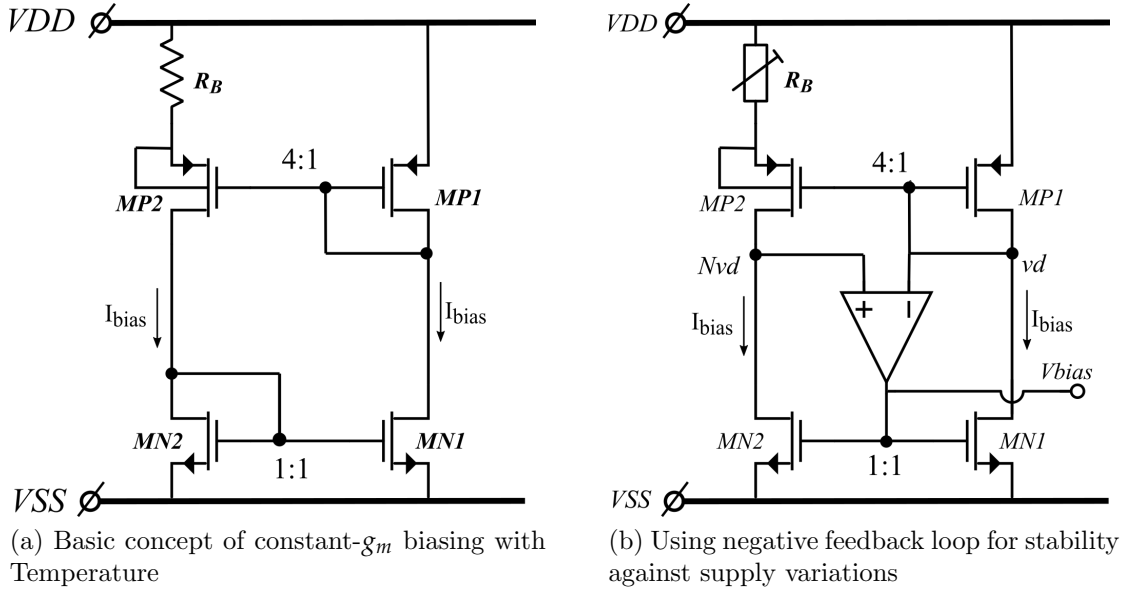 VDD
R_B
4:1
MP2
MP1
I_bias
I_bias
MN2
MN1
1:1
VSS
(a) Basic concept of constant-g_m biasing with
Temperature
VDD
R_B
4:1
MP2
MP1
Nvd
vd
+
I_bias
I_bias
Vbias
MN2
MN1
1:1
VSS
(b) Using negative feedback loop for stability
against supply variations